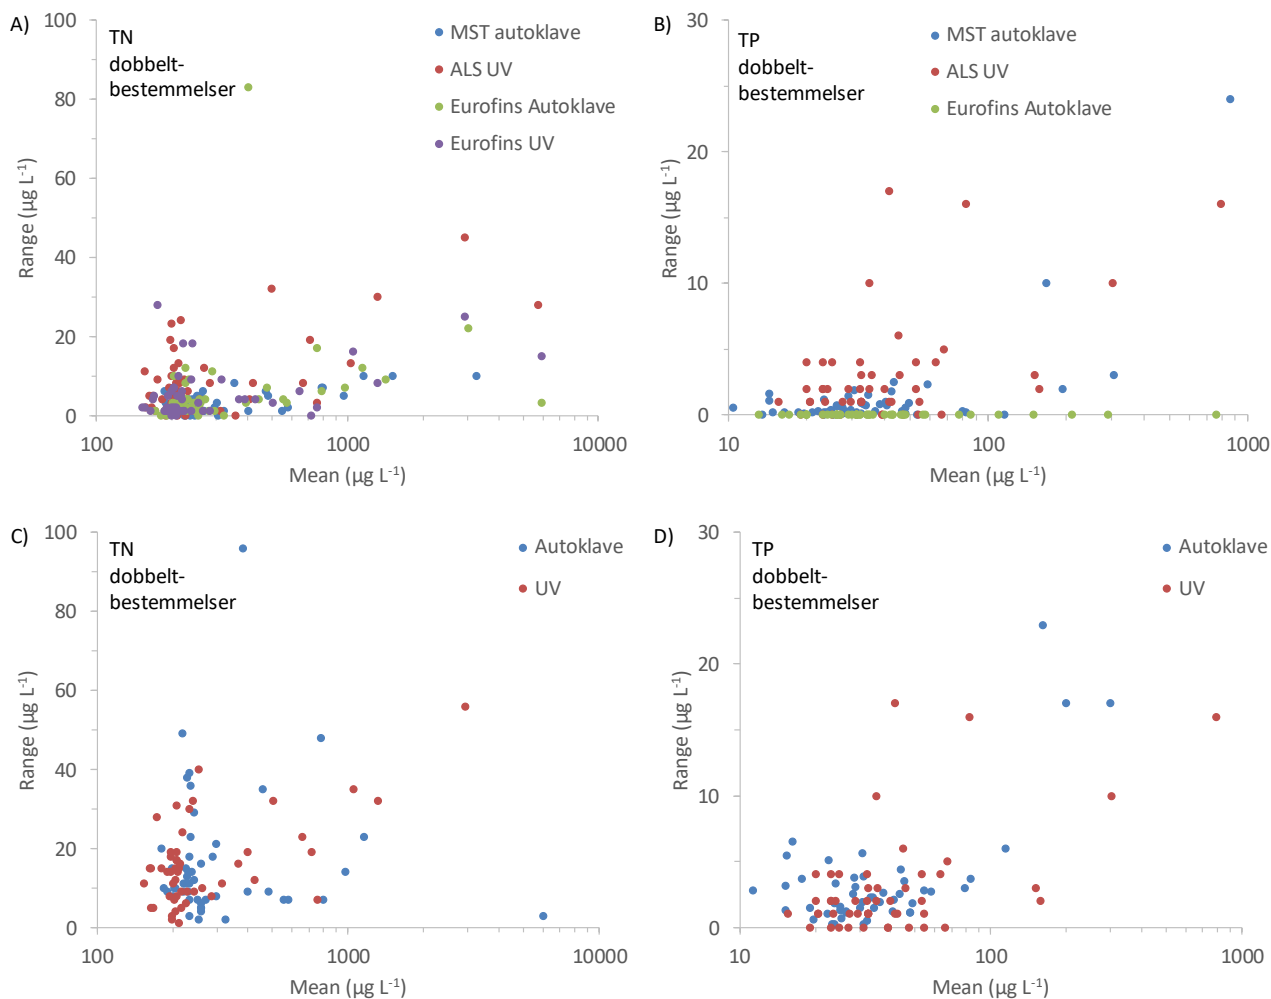 A)
TN
dobbelt-
bestemmelser
MST autoklave
ALS UV
Eurofins Autoklave
Eurofins UV
100
80
60
40
20
0
Range (µg L⁻¹)
100
1000
10000
Mean (µg L⁻¹)
B)
TP
dobbelt-
bestemmelser
MST autoklave
ALS UV
Eurofins Autoklave
30
20
10
0
Range (µg L⁻¹)
10
100
1000
Mean (µg L⁻¹)
C)
TN
dobbelt-
bestemmelser
Autoklave
UV
100
80
60
40
20
0
Range (µg L⁻¹)
100
1000
10000
Mean (µg L⁻¹)
D)
TP
dobbelt-
bestemmelser
Autoklave
UV
30
20
10
0
Range (µg L⁻¹)
10
100
1000
Mean (µg L⁻¹)